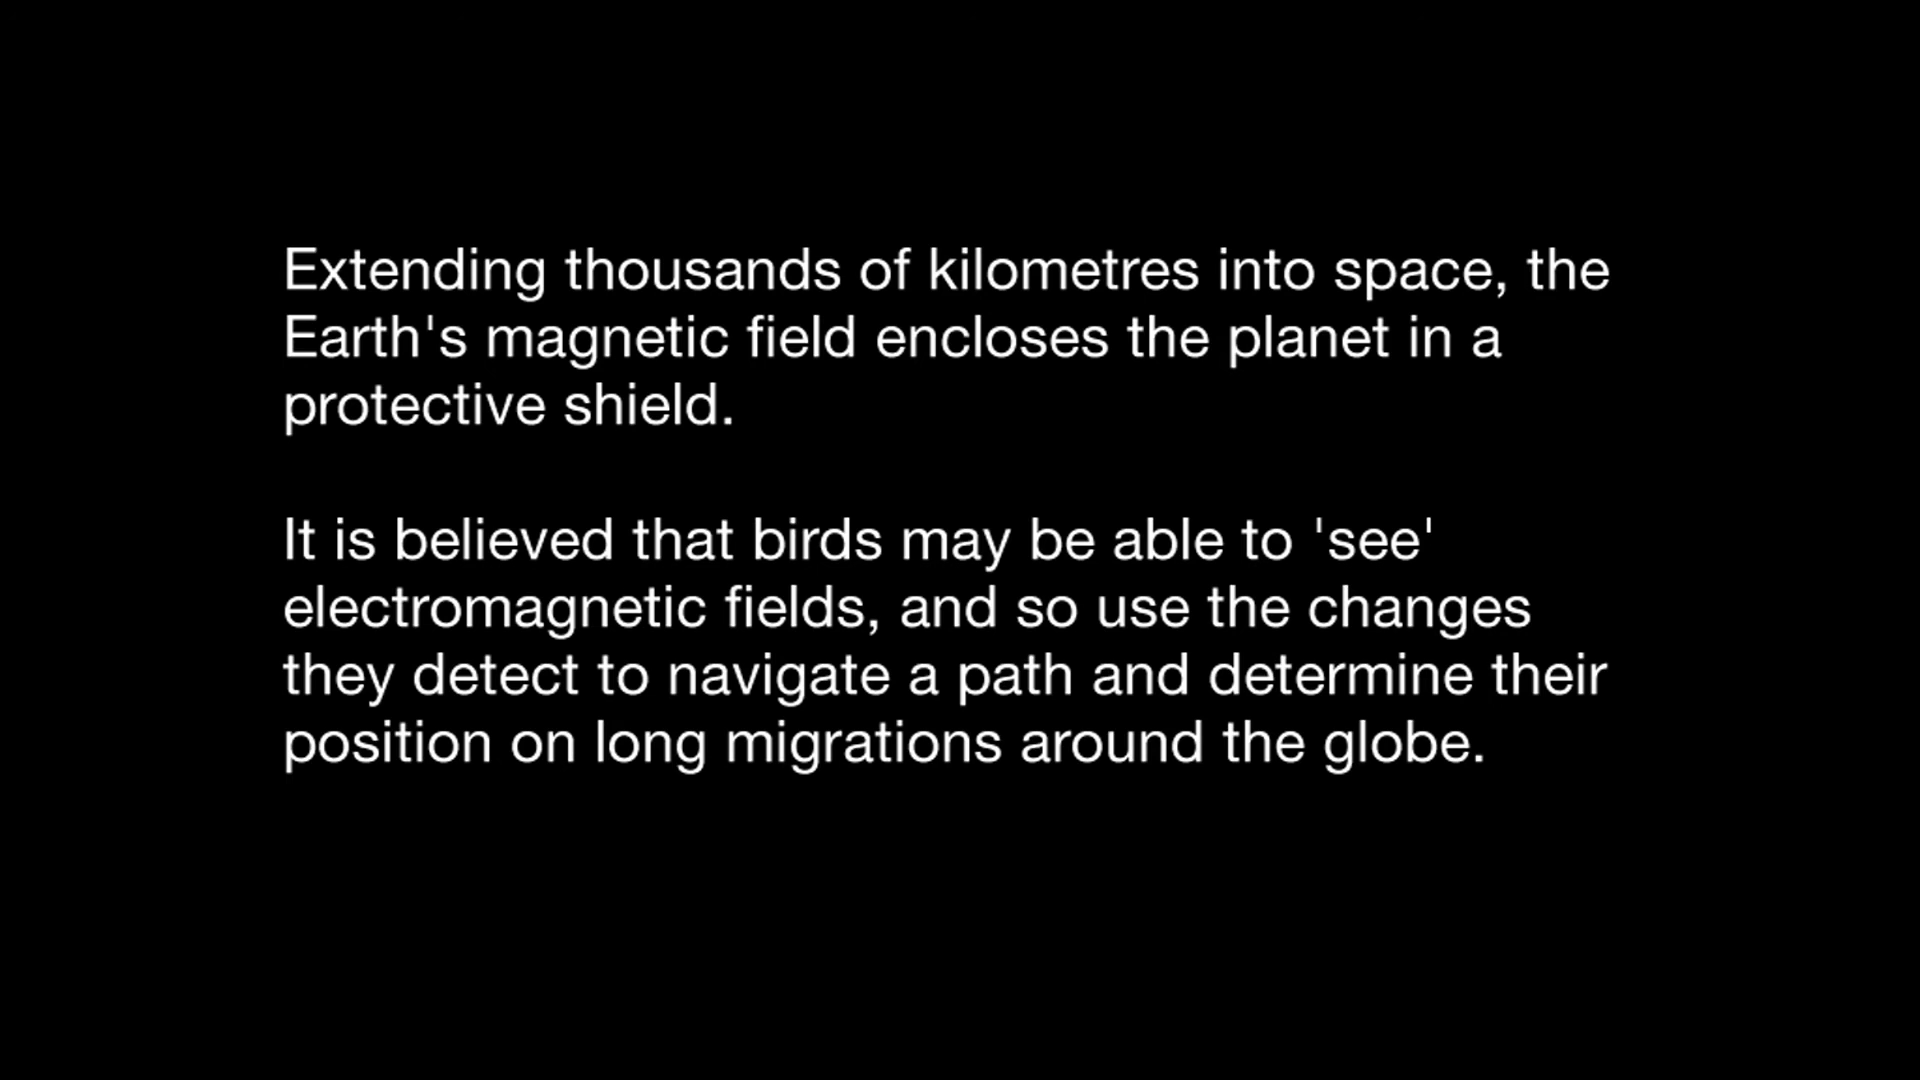 Extending thousands of kilometres into space, the
Earth's magnetic field encloses the planet in a
protective shield.
It is believed that birds may be able to 'see'
electromagnetic fields, and so use the changes
they detect to navigate a path and determine their
position on long migrations around the globe.